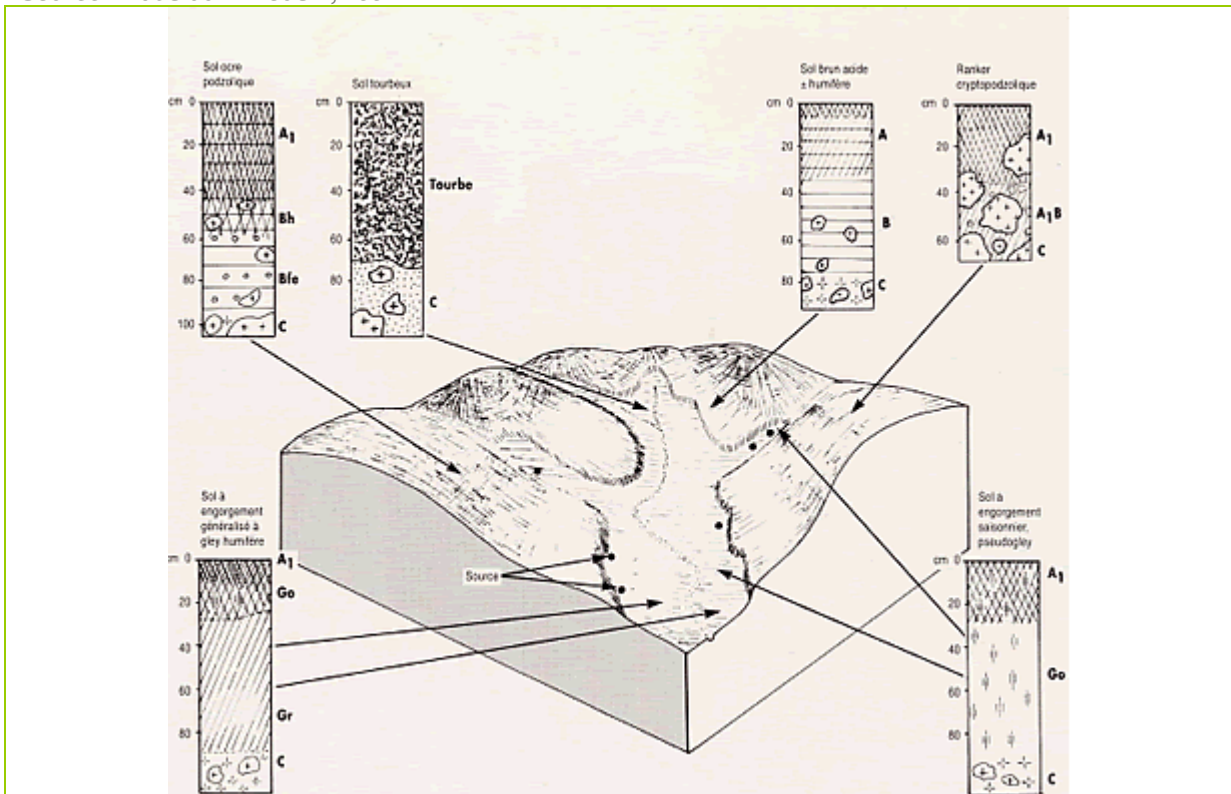 Sol ocre
podzolique
cm 0
20
40
60
80
100
A1
Bh
Bfe
C
Sol tourbeux
cm 0
20
40
60
80
Tourbe
C
Sol brun acide
± humifère
cm 0
20
40
60
80
A
B
C
Ranker
cryptopodzolique
cm 0
20
40
60
A1
A1B
C
Sol à
engorgement
généralisé à
gley humifère
cm 0
20
40
60
80
A1
Go
Gr
C
Source
Sol a
engorgement
saisonnier,
pseudogley
cm 0
20
40
60
80
A1
Go
C